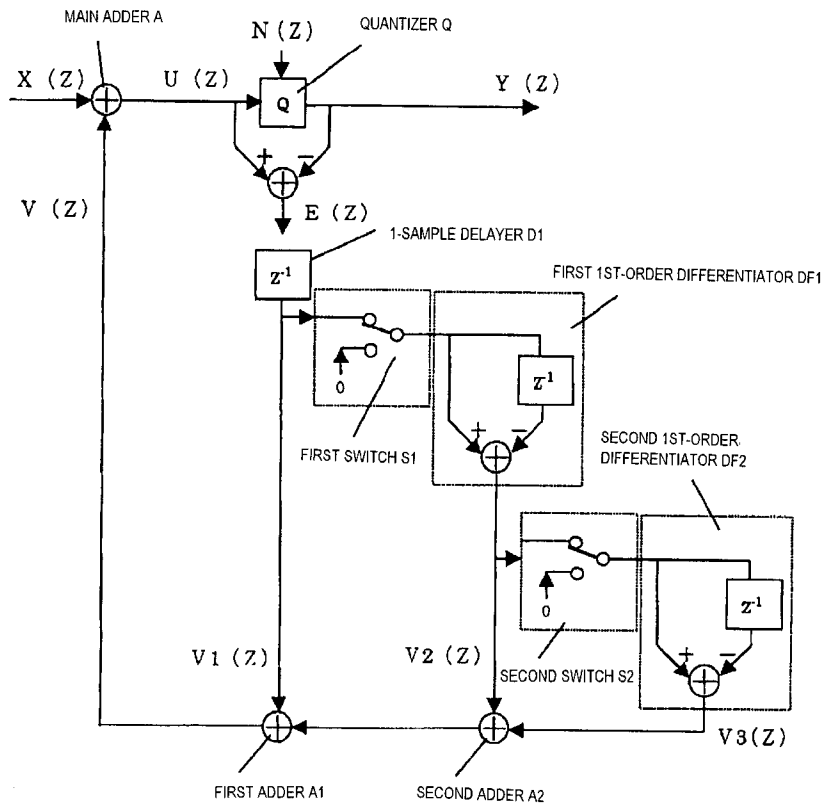 MAIN ADDER A
N (Z)
QUANTIZER Q
X (Z)
U (Z)
Q
Y (Z)
+
−
V (Z)
E (Z)
1-SAMPLE DELAYER D1
Z-1
FIRST 1ST-ORDER DIFFERENTIATOR DF1
0
Z-1
+
−
FIRST SWITCH S1
SECOND 1ST-ORDER
DIFFERENTIATOR DF2
0
Z-1
V1 (Z)
V2 (Z)
+
−
SECOND SWITCH S2
V3(Z)
FIRST ADDER A1
SECOND ADDER A2